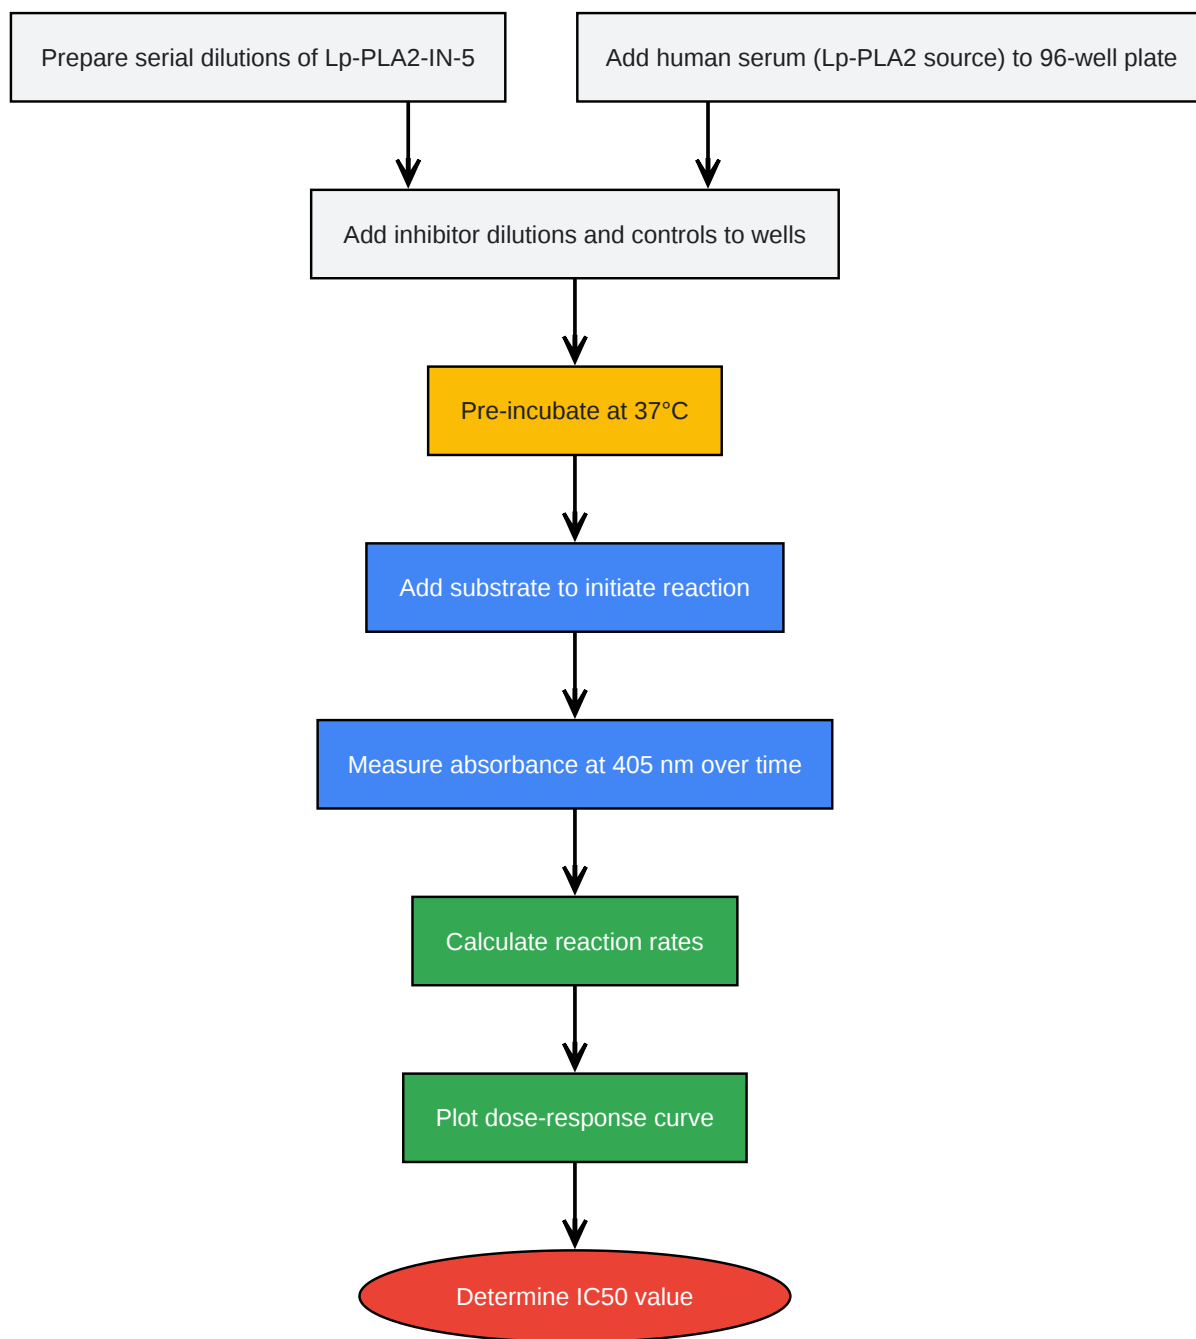 Prepare serial dilutions of Lp-PLA2-IN-5
Add human serum (Lp-PLA2 source) to 96-well plate
Add inhibitor dilutions and controls to wells
Pre-incubate at 37°C
Add substrate to initiate reaction
Measure absorbance at 405 nm over time
Calculate reaction rates
Plot dose-response curve
Determine IC50 value